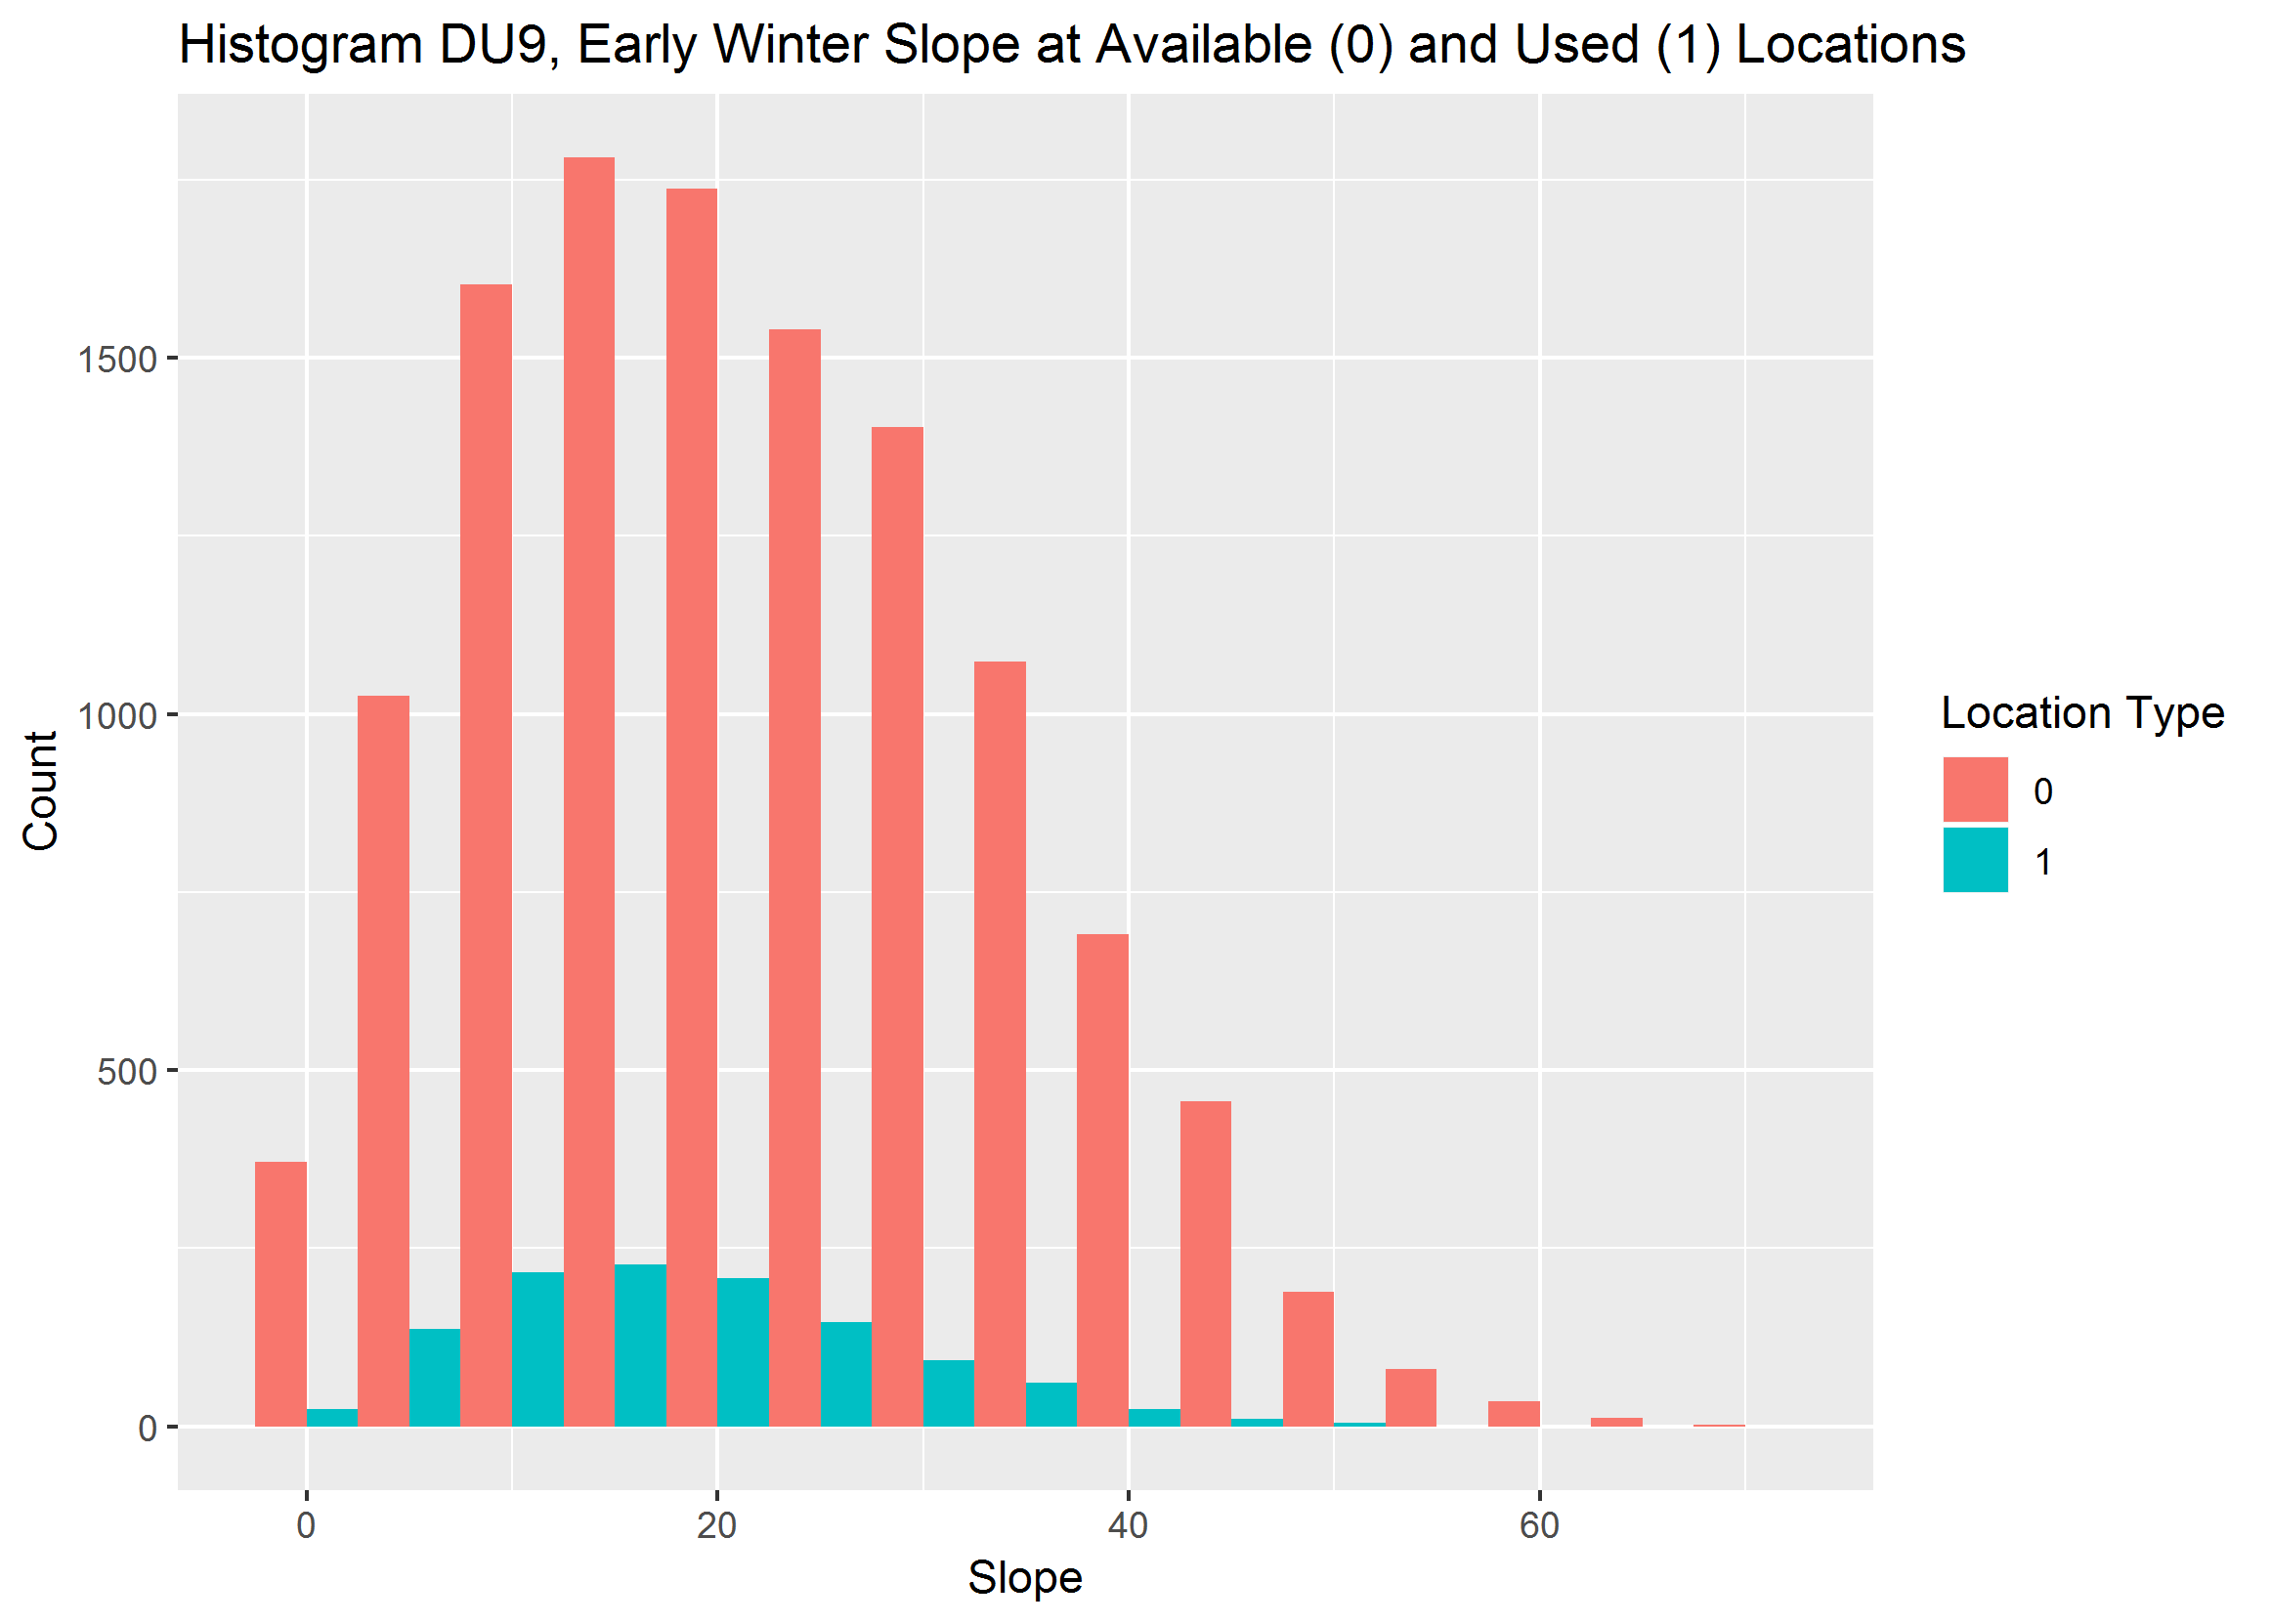 Histogram DU9, Early Winter Slope at Available (0) and Used (1) Locations
1500
1000
500
0
Count
0 20 40 60
Slope
Location Type
0
1